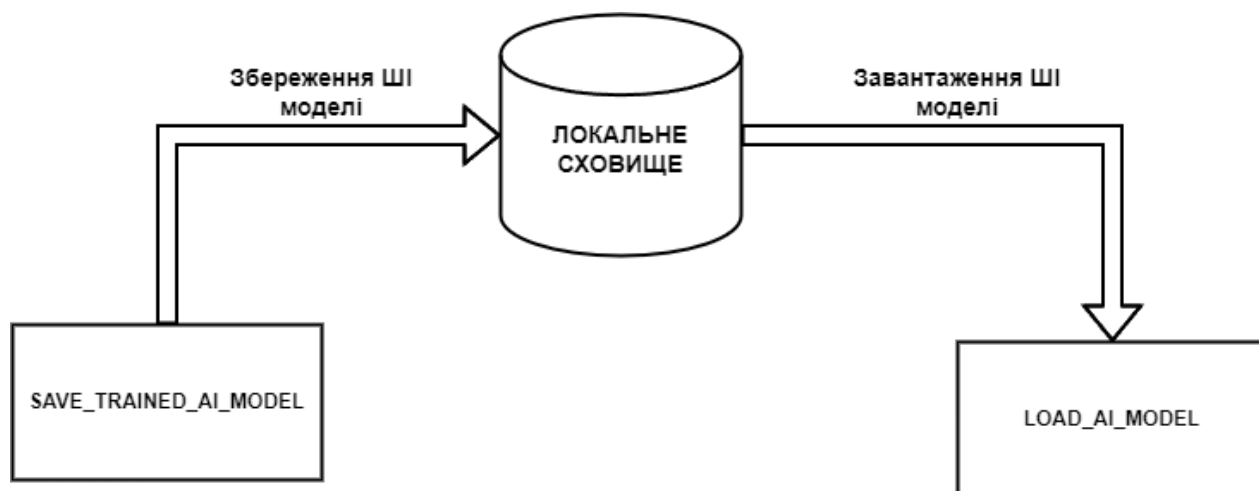 Збереження ШІ
моделі
Завантаження ШІ
моделі
ЛОКАЛЬНЕ
СХОВИЩЕ
SAVE_TRAINED_AI_MODEL
LOAD_AI_MODEL